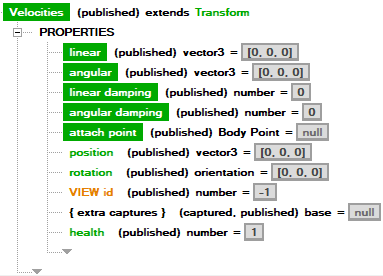 Velocities (published) extends Transform
PROPERTIES
linear (published) vector3 = [0, 0, 0]
angular (published) vector3 = [0, 0, 0]
linear damping (published) number = 0
angular damping (published) number = 0
attach point (published) Body Point = null
position (published) vector3 = [0, 0, 0]
rotation (published) orientation = [0, 0, 0]
VIEW id (published) number = -1
{ extra captures } (captured, published) base = null
health (published) number = 1